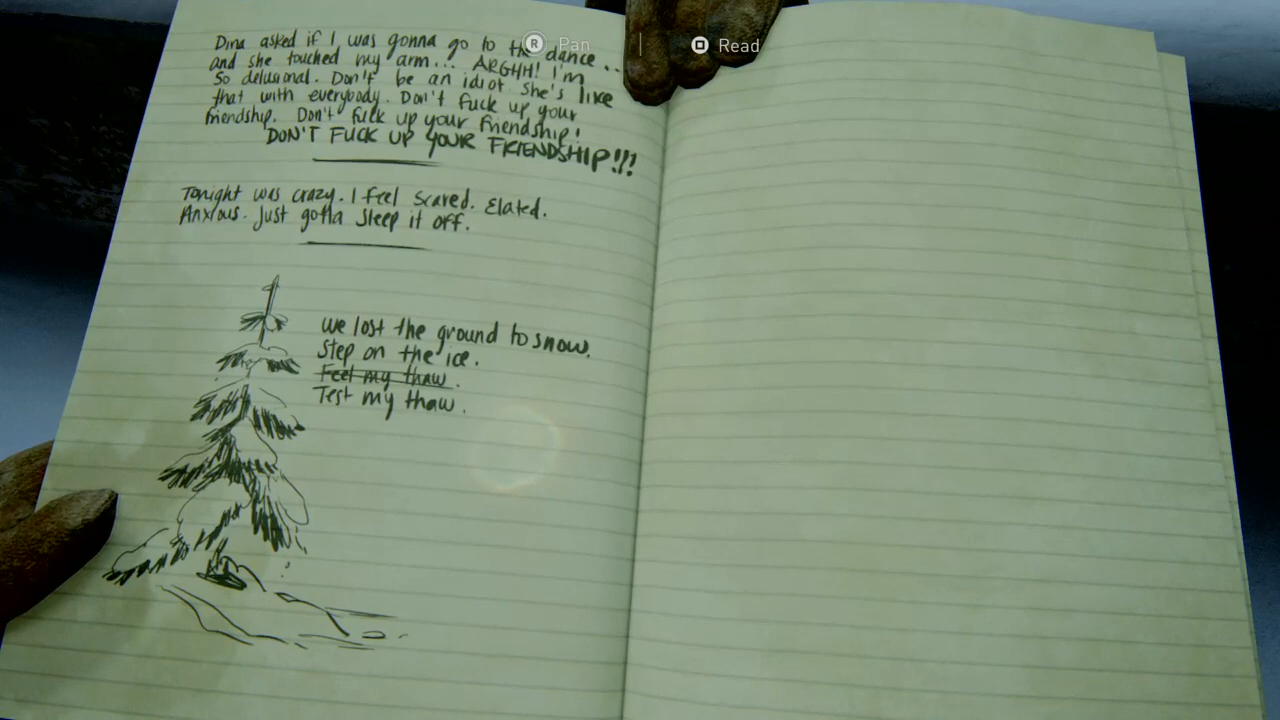 Pan
Read
Dina asked if I was gonna go to the dance...
and she touched my arm... ARGHH! I'm
so delusional. Don't be an idiot. She's like
that with everybody. Don't fuck up your
friendship. Don't fuck up your friendship!
DON'T FUCK UP YOUR FRIENDSHIP!!!
Tonight was crazy. I feel scared. Elated.
Anxious. Just gotta sleep it off.
We lost the ground to snow.
Step on the ice.
Feel my thaw.
Test my thaw.